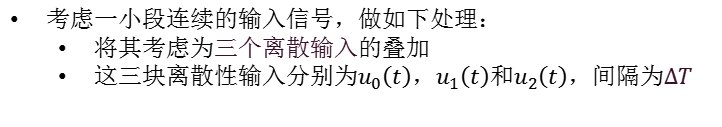 • 考虑一小段连续的输入信号，做如下处理：
• 将其考虑为三个离散输入的叠加
• 这三块离散性输入分别为u₀(t)，u₁(t)和u₂(t)，间隔为ΔT